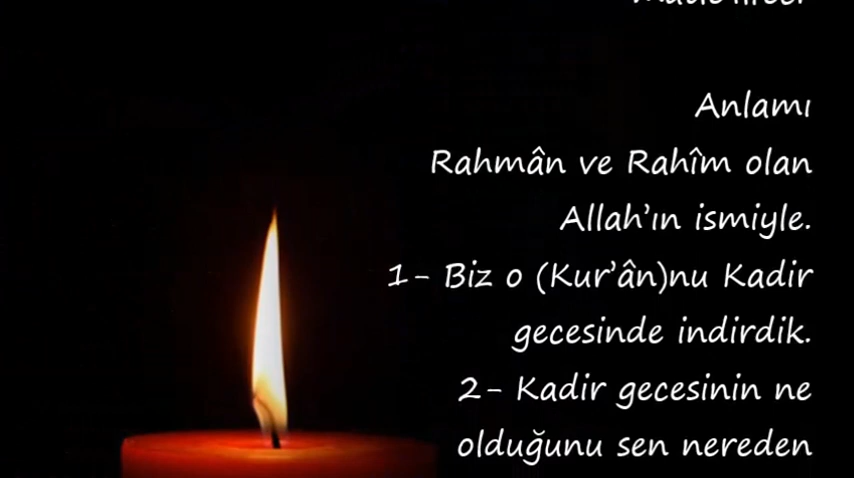 Anlamı
Rahmân ve Rahîm olan
Allah'ın ismiyle.
1- Biz o (Kur'ân)nu Kadir
gecesinde indirdik.
2- Kadir gecesinin ne
olduğunu sen nereden